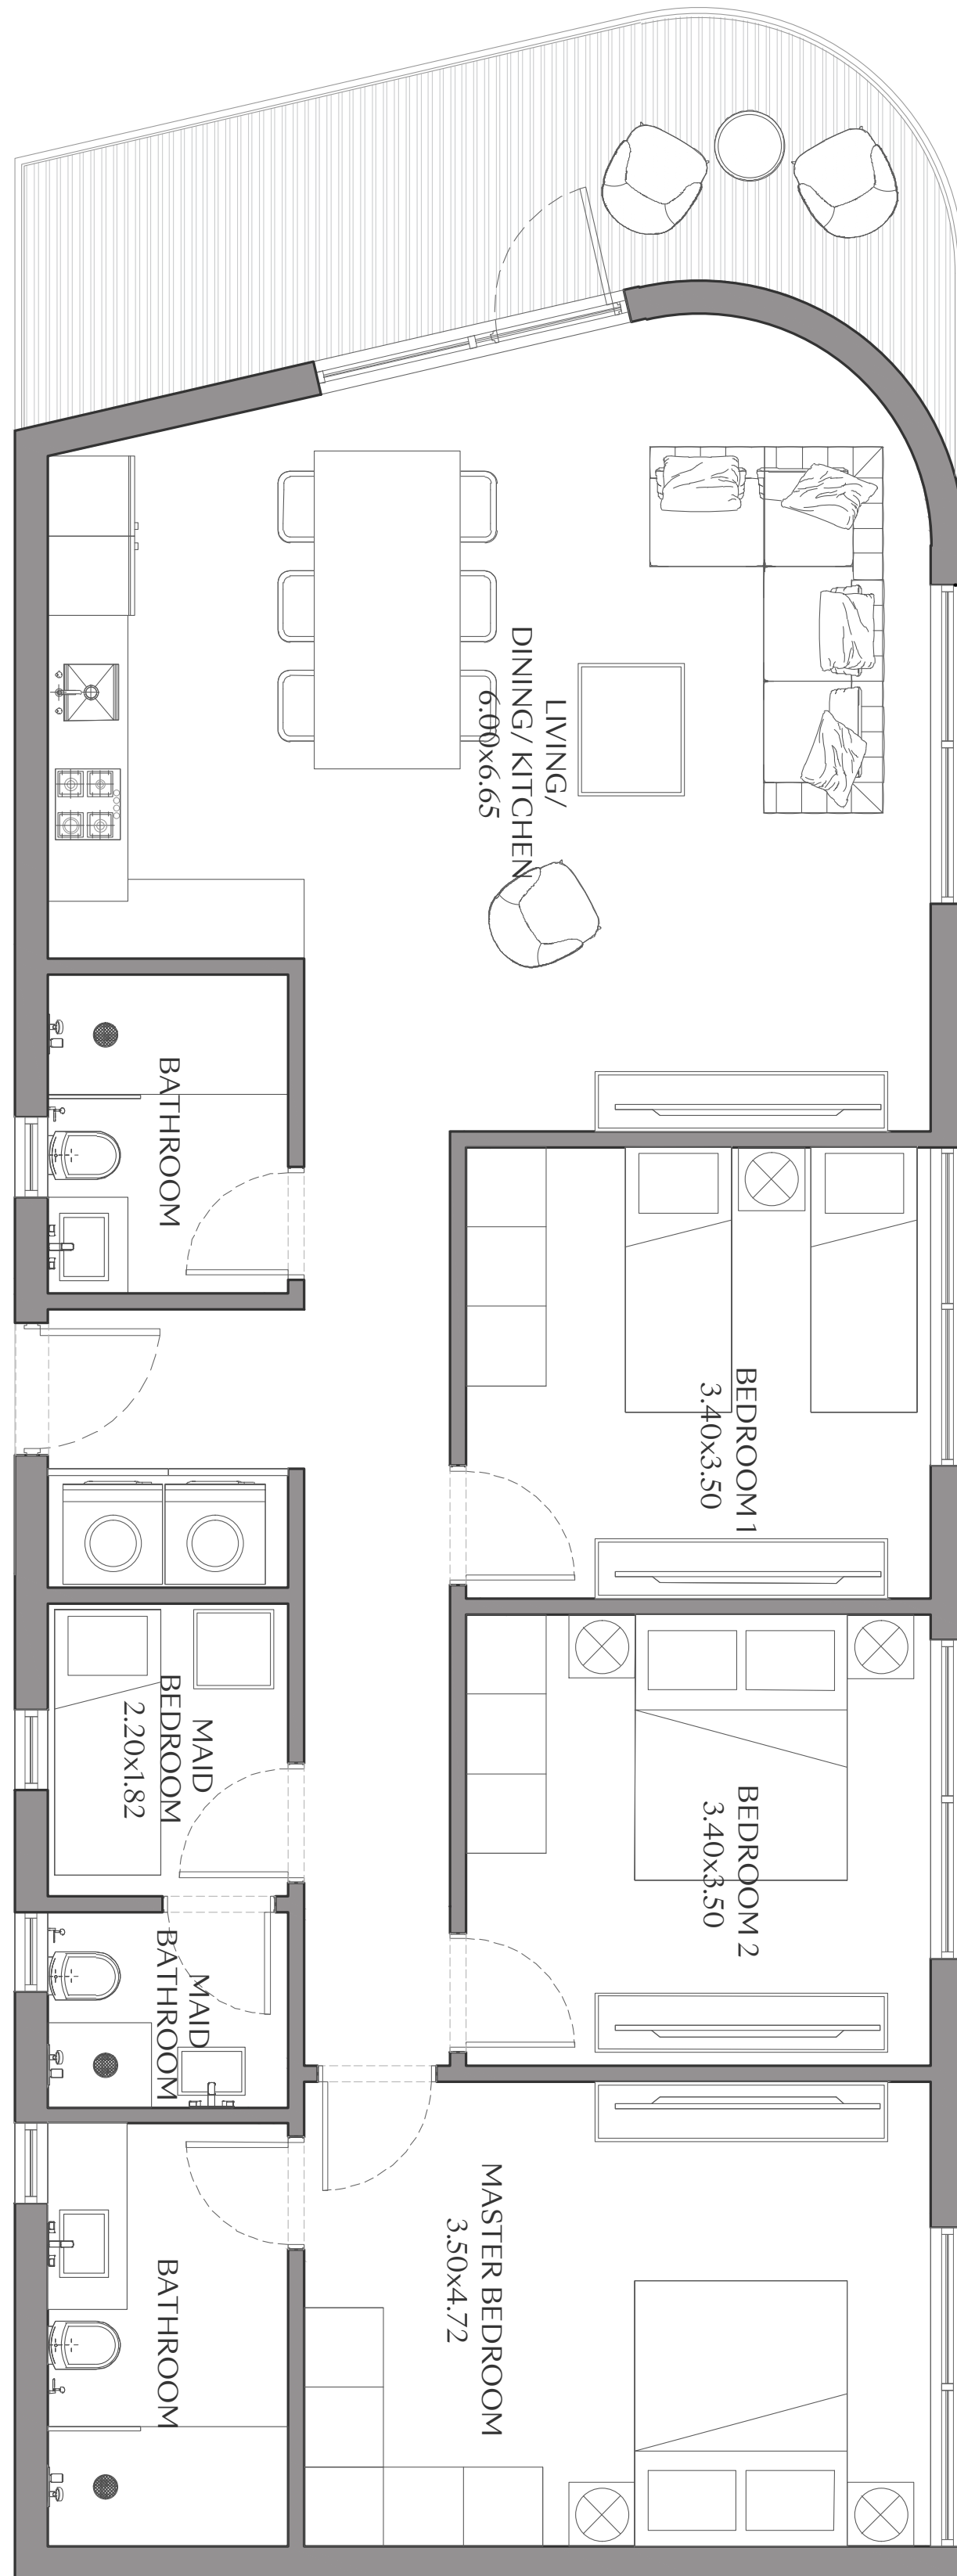 LIVING/
DINING/ KITCHEN
6.00x6.65
BATHROOM
BEDROOM 1
3.40x3.50
MAID
BEDROOM
2.20x1.82
BEDROOM 2
3.40x3.50
MAID
BATHROOM
MASTER BEDROOM
3.50x4.72
BATHROOM